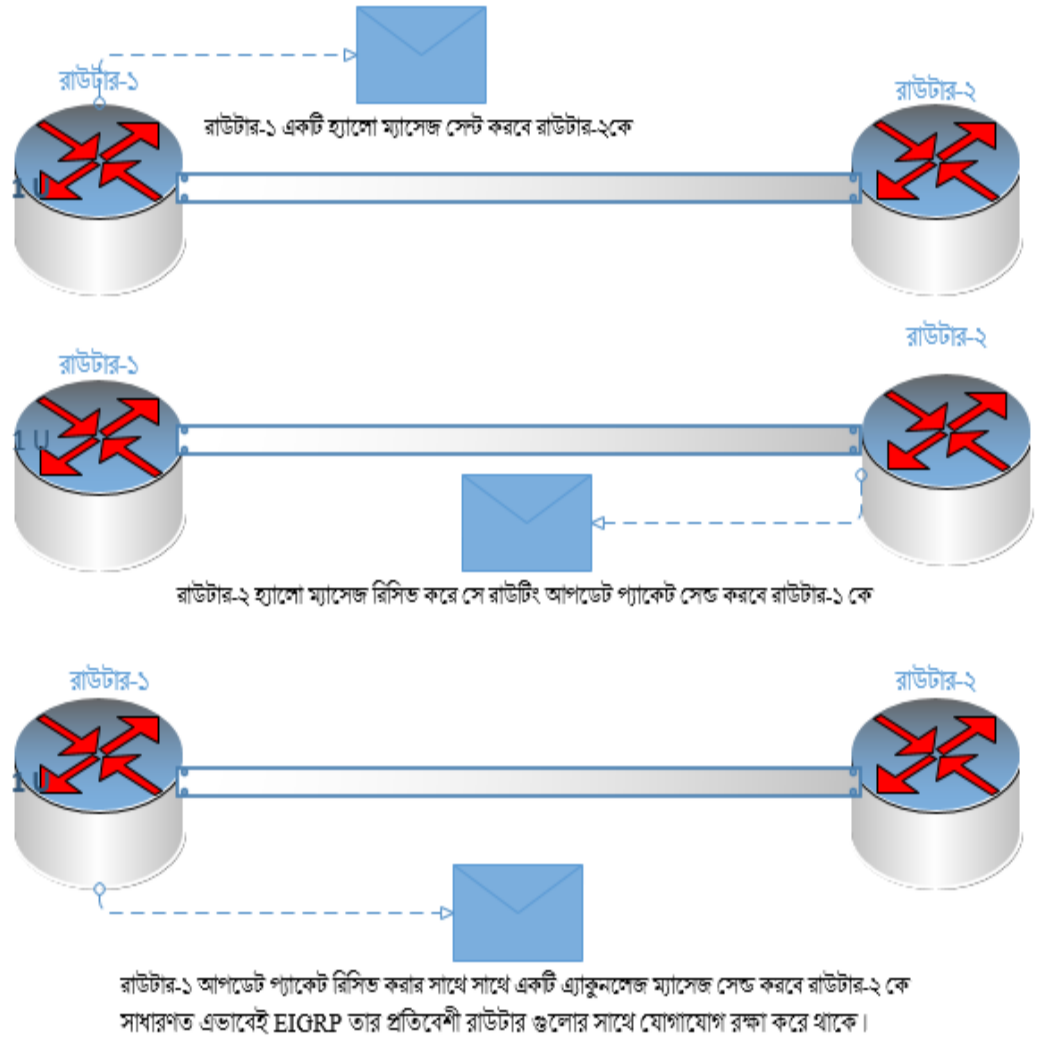 রাউটার-১
রাউটার-২
রাউটার-১ একটি হ্যালো ম্যাসেজ সেন্ট করবে রাউটার-২কে
1 U
রাউটার-২
রাউটার-১
1 U
রাউটার-২ হ্যালো ম্যাসেজ রিসিভ করে সে রাউটিং আপডেট প্যাকেট সেন্ড করবে রাউটার-১ কে
রাউটার-১
রাউটার-২
1 U
রাউটার-১ আপডেট প্যাকেট রিসিভ করার সাথে সাথে একটি এ্যাকুনলেজ ম্যাসেজ সেন্ড করবে রাউটার-২ কে
সাধারণত এভাবেই EIGRP তার প্রতিবেশী রাউটার গুলোর সাথে যোগাযোগ রক্ষা করে থাকে।